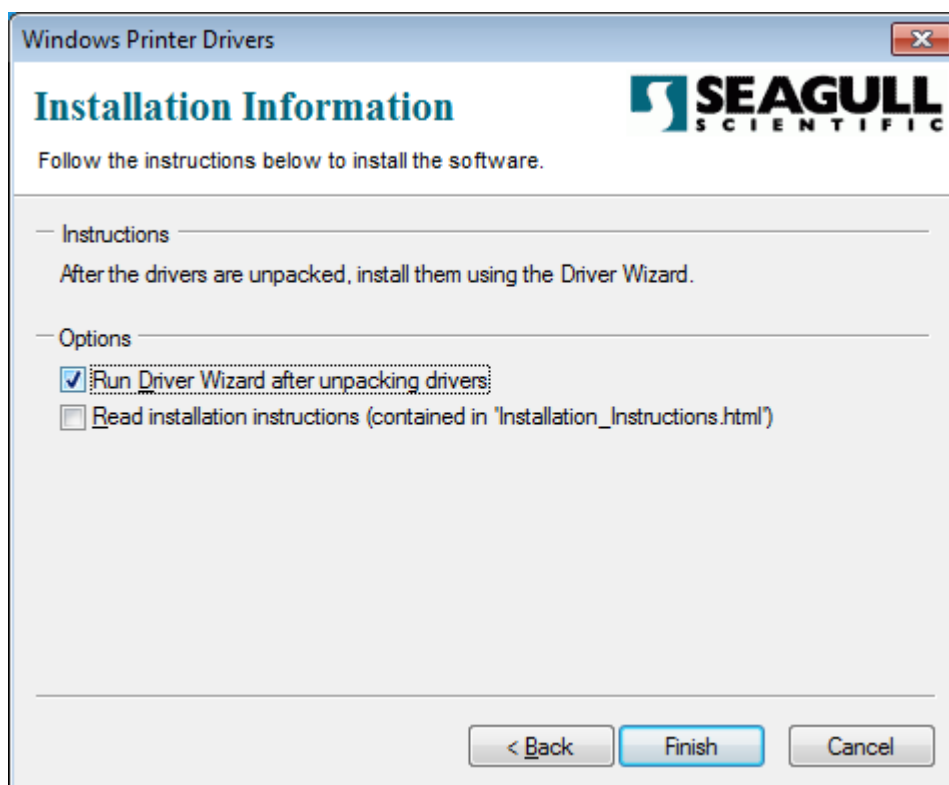 Windows Printer Drivers
Installation Information
SEAGULL
SCIENTIFIC
Follow the instructions below to install the software.
Instructions
After the drivers are unpacked, install them using the Driver Wizard.
Options
Run Driver Wizard after unpacking drivers
Read installation instructions (contained in 'Installation_Instructions.html')
< Back
Finish
Cancel